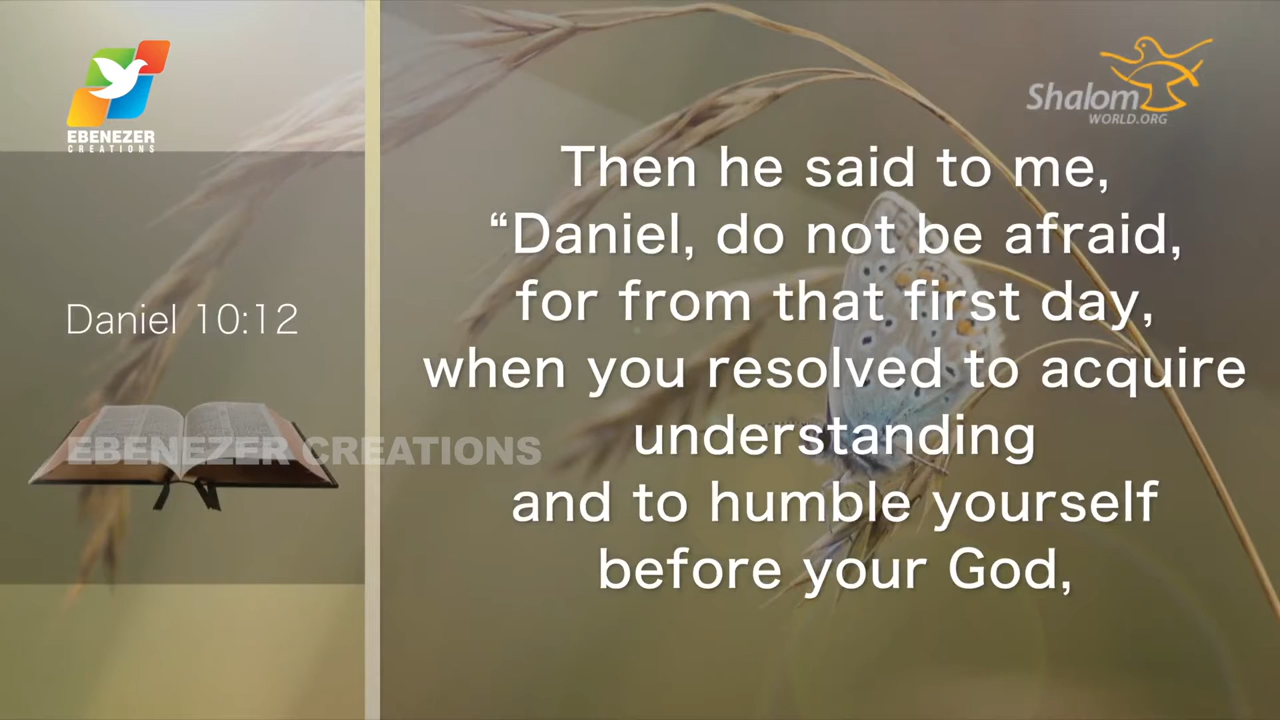 EBENEZER
CREATIONS
Shalom
WORLD.ORG
Daniel 10:12
Then he said to me,
“Daniel, do not be afraid,
for from that first day,
when you resolved to acquire
understanding
and to humble yourself
before your God,
EBENEZER CREATIONS